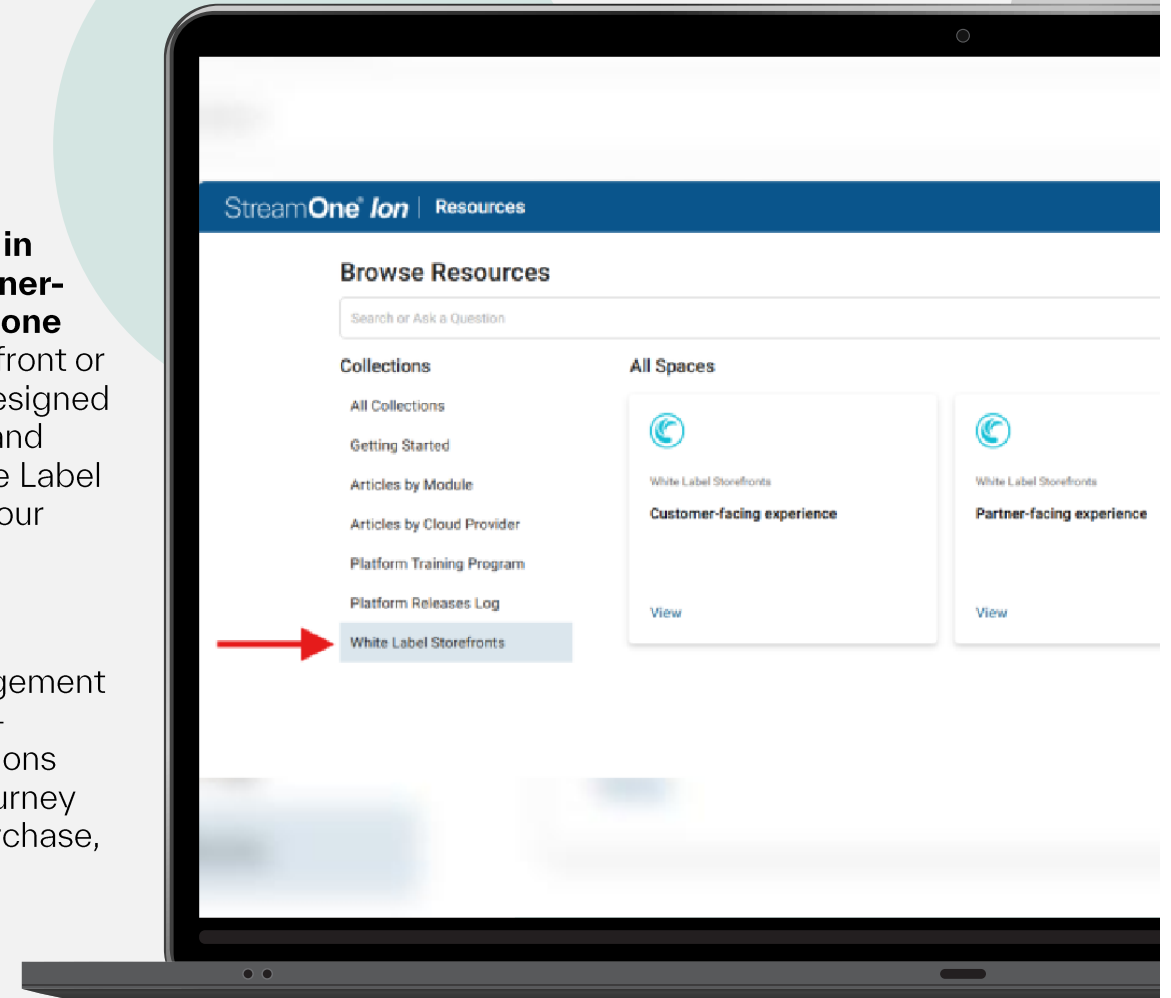 in
ner-
one
front or
esigned
and
e Label
our
gement
-
ions
urney
rchase,
StreamOne® Ion | Resources
Browse Resources
Search or Ask a Question
Collections
All Collections
Getting Started
Articles by Module
Articles by Cloud Provider
Platform Training Program
Platform Releases Log
White Label Storefronts
All Spaces
White Label Storefronts
Customer-facing experience
View
White Label Storefronts
Partner-facing experience
View